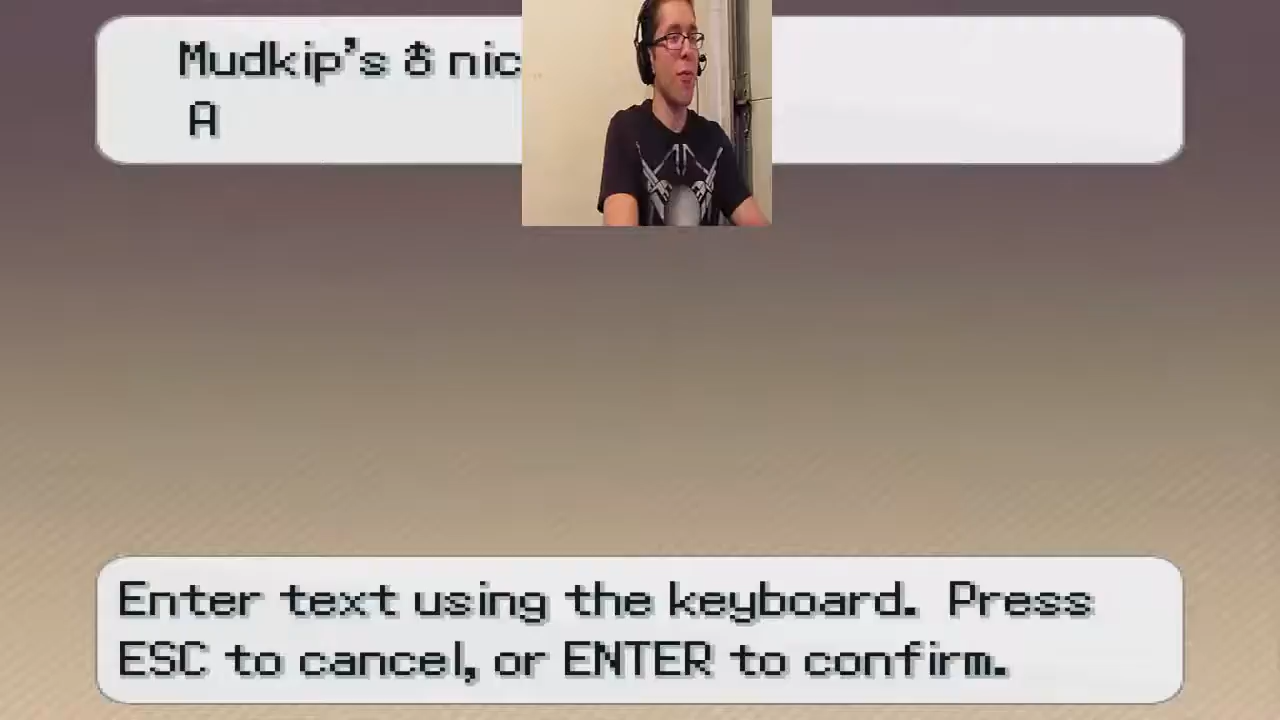 Mudkip's ♂ nic
A
Enter text using the keyboard. Press
ESC to cancel, or ENTER to confirm.